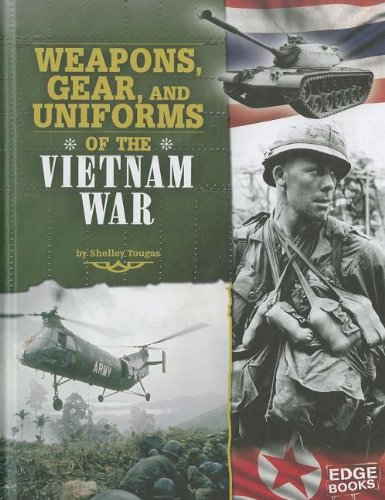 WEAPONS,
GEAR, AND
UNIFORMS
OF THE
VIETNAM
WAR
by Shelley Tougas
ARMY
EDGE
BOOKS